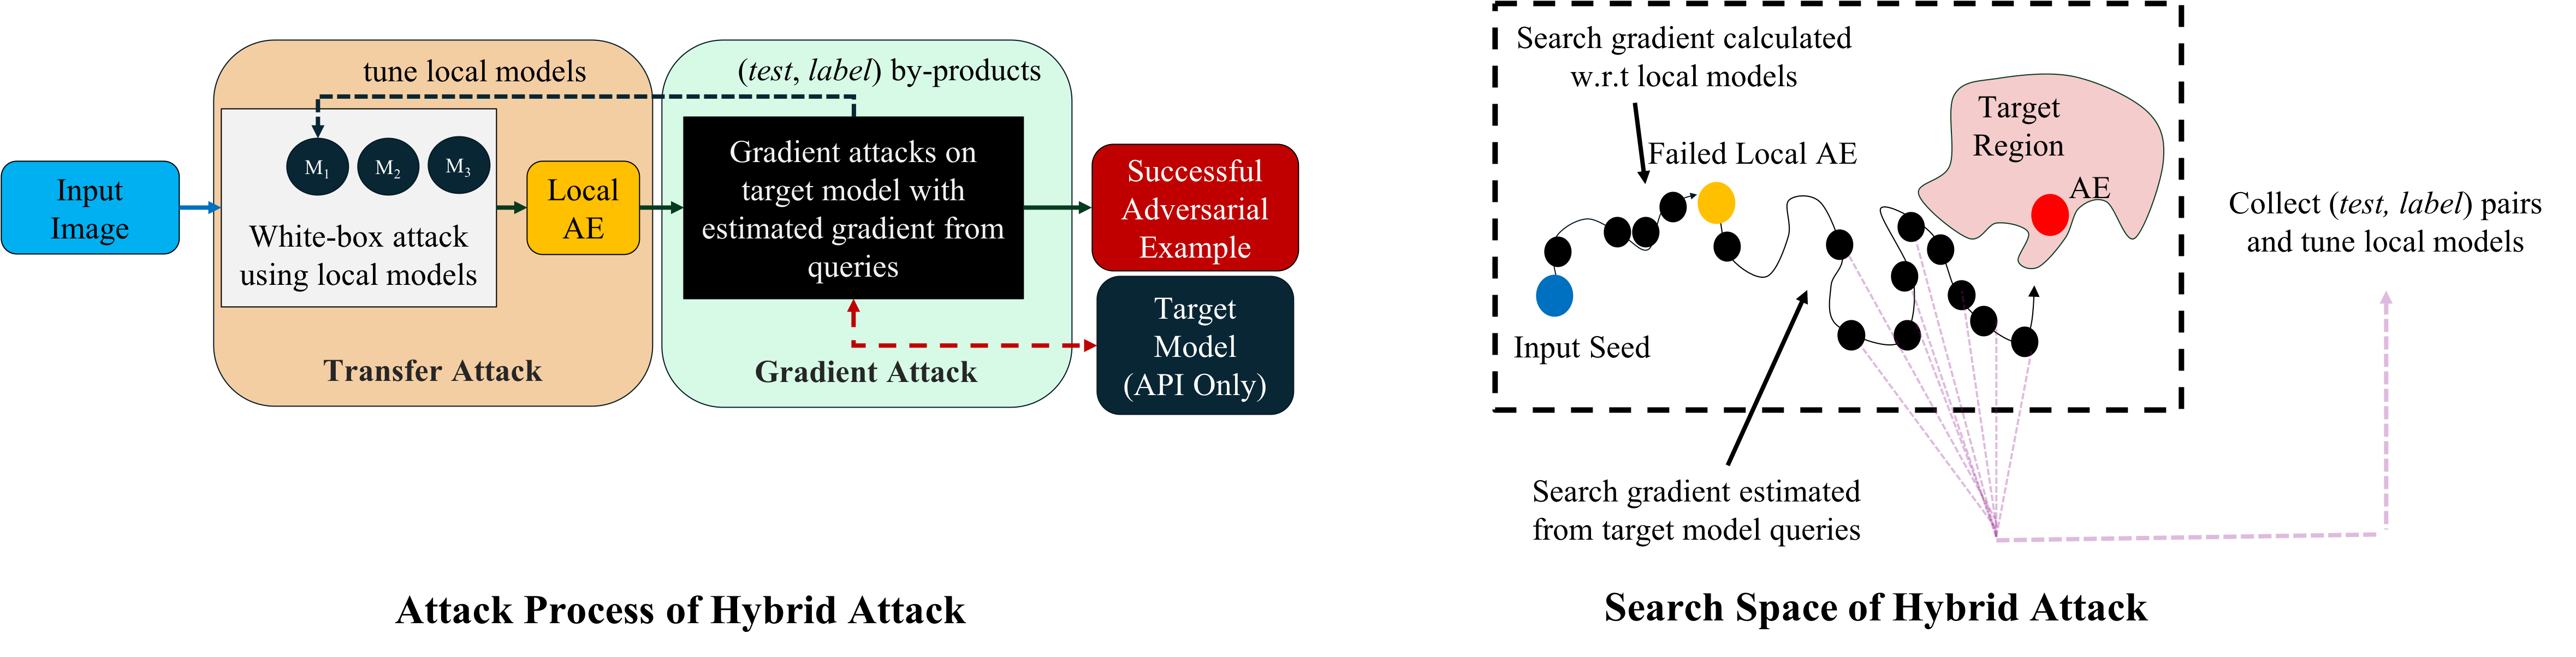 tune local models
(test, label) by-products
Input
Image
M1
M2
M3
White-box attack
using local models
Local
AE
Gradient attacks on
target model with
estimated gradient from
queries
Successful
Adversarial
Example
Target
Model
(API Only)
Transfer Attack
Gradient Attack
Attack Process of Hybrid Attack
Search gradient calculated
w.r.t local models
Failed Local AE
Target
Region
AE
Input Seed
Collect (test, label) pairs
and tune local models
Search gradient estimated
from target model queries
Search Space of Hybrid Attack